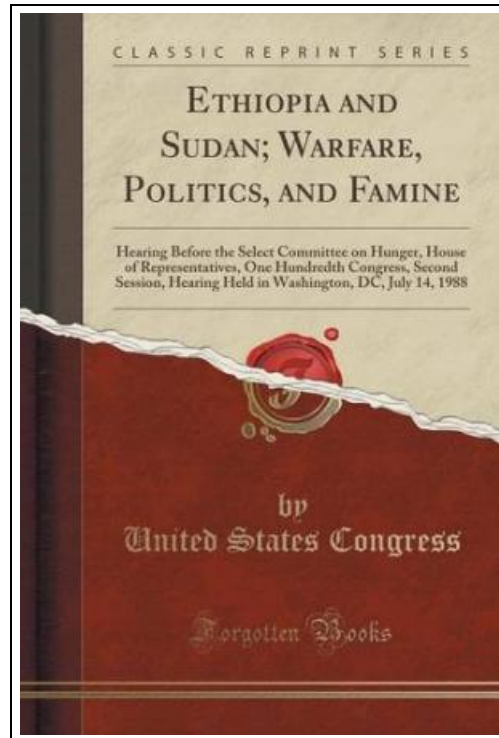 CLASSIC REPRINT SERIES
ETHIOPIA AND
SUDAN; WARFARE,
POLITICS, AND FAMINE
Hearing Before the Select Committee on Hunger, House
of Representatives, One Hundredth Congress, Second
Session, Hearing Held in Washington, DC, July 14, 1988
by
United States Congress
Forgotten Books